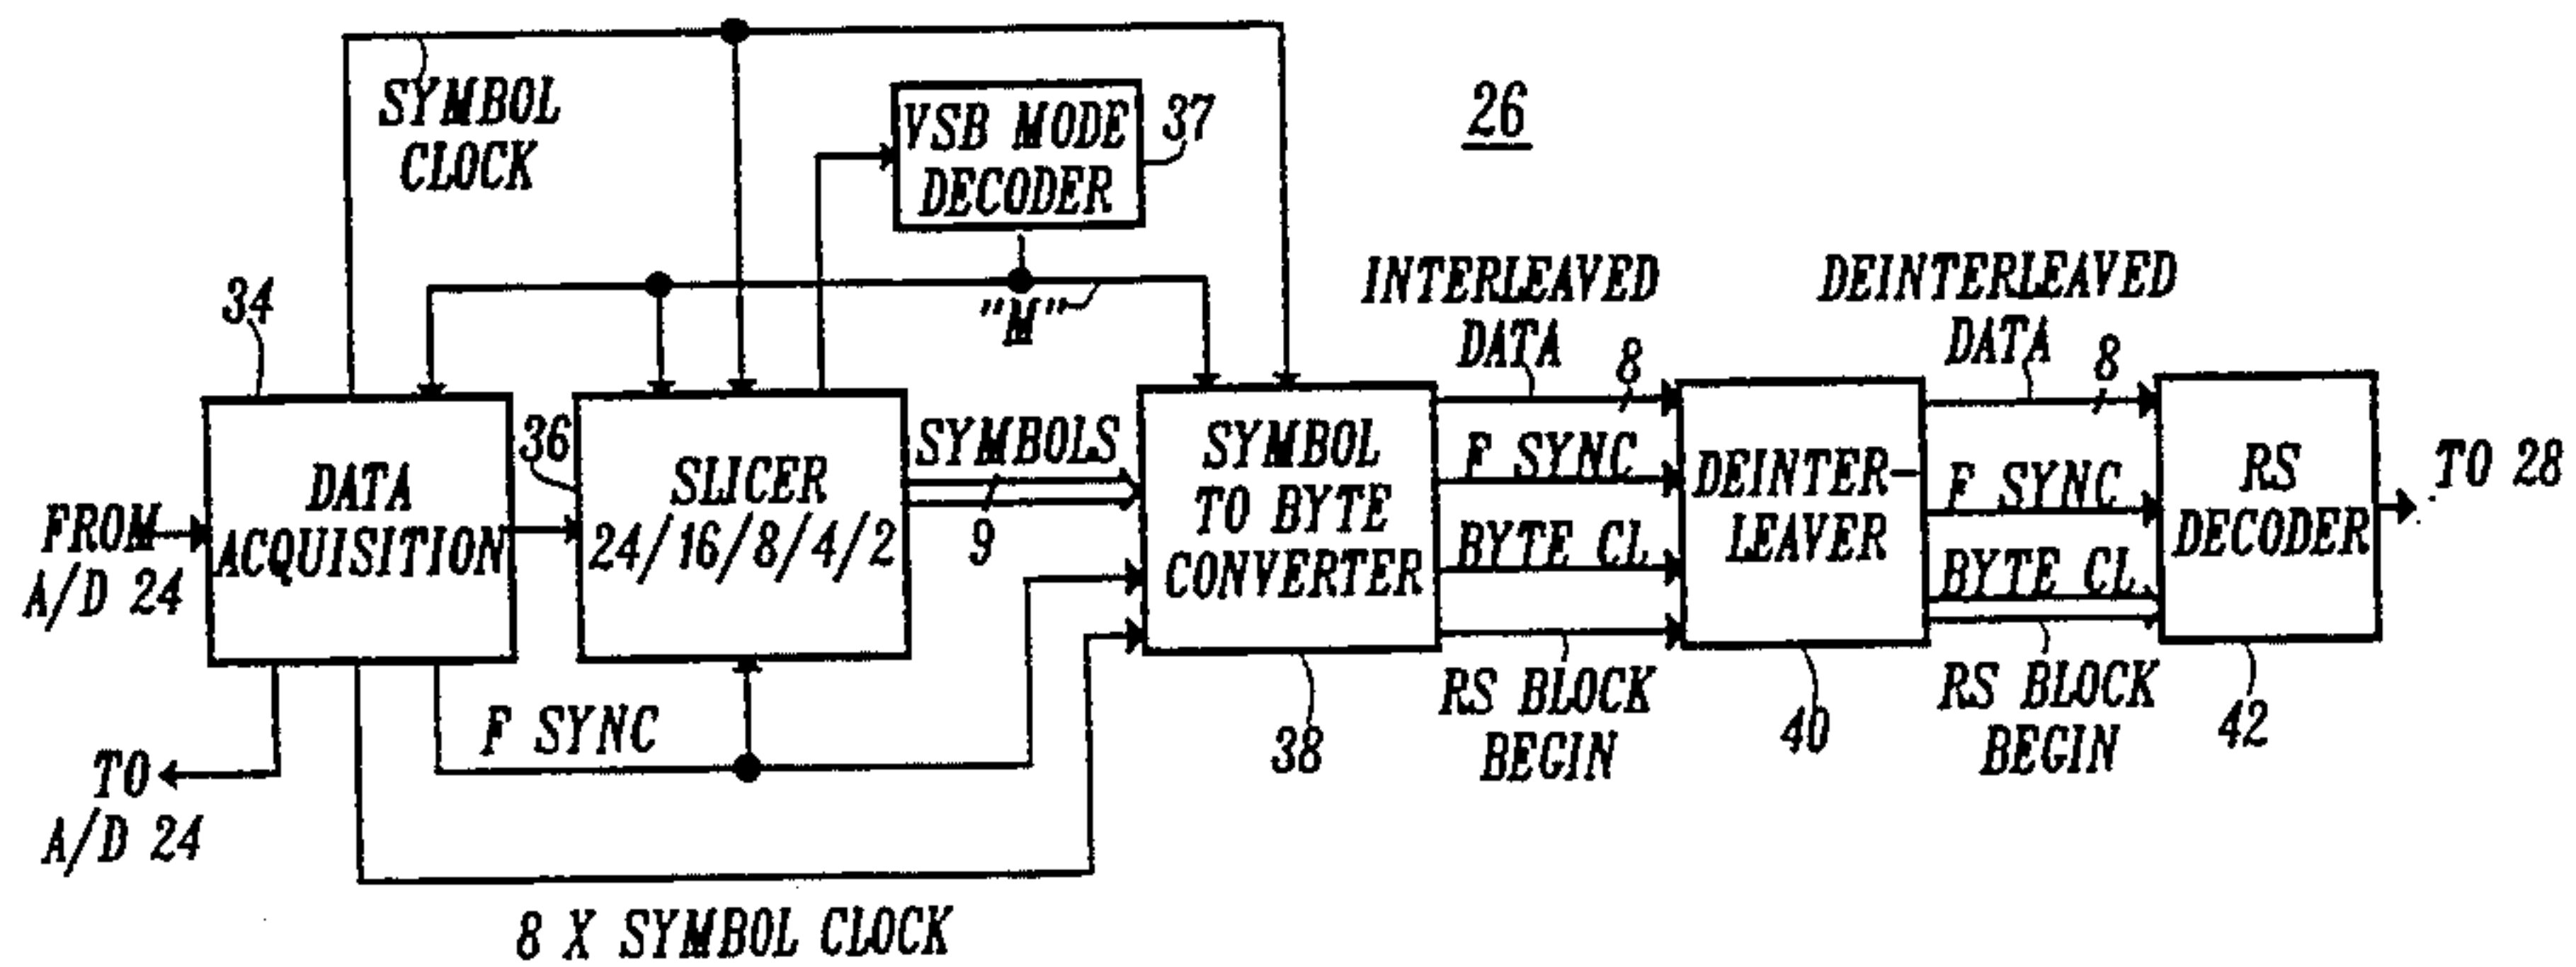 SYMBOL
CLOCK
VSB MODE
DECODER
37
26
"M"
34
FROM
A/D 24
DATA
ACQUISITION
36
SLICER
24/16/8/4/2
SYMBOLS
9
SYMBOL
TO BYTE
CONVERTER
38
INTERLEAVED
DATA
8
F SYNC
BYTE CL
RS BLOCK
BEGIN
DEINTER-
LEAVER
40
DEINTERLEAVED
DATA
8
F SYNC
BYTE CL
RS BLOCK
BEGIN
RS
DECODER
42
TO 28
TO
A/D 24
F SYNC
8 X SYMBOL CLOCK